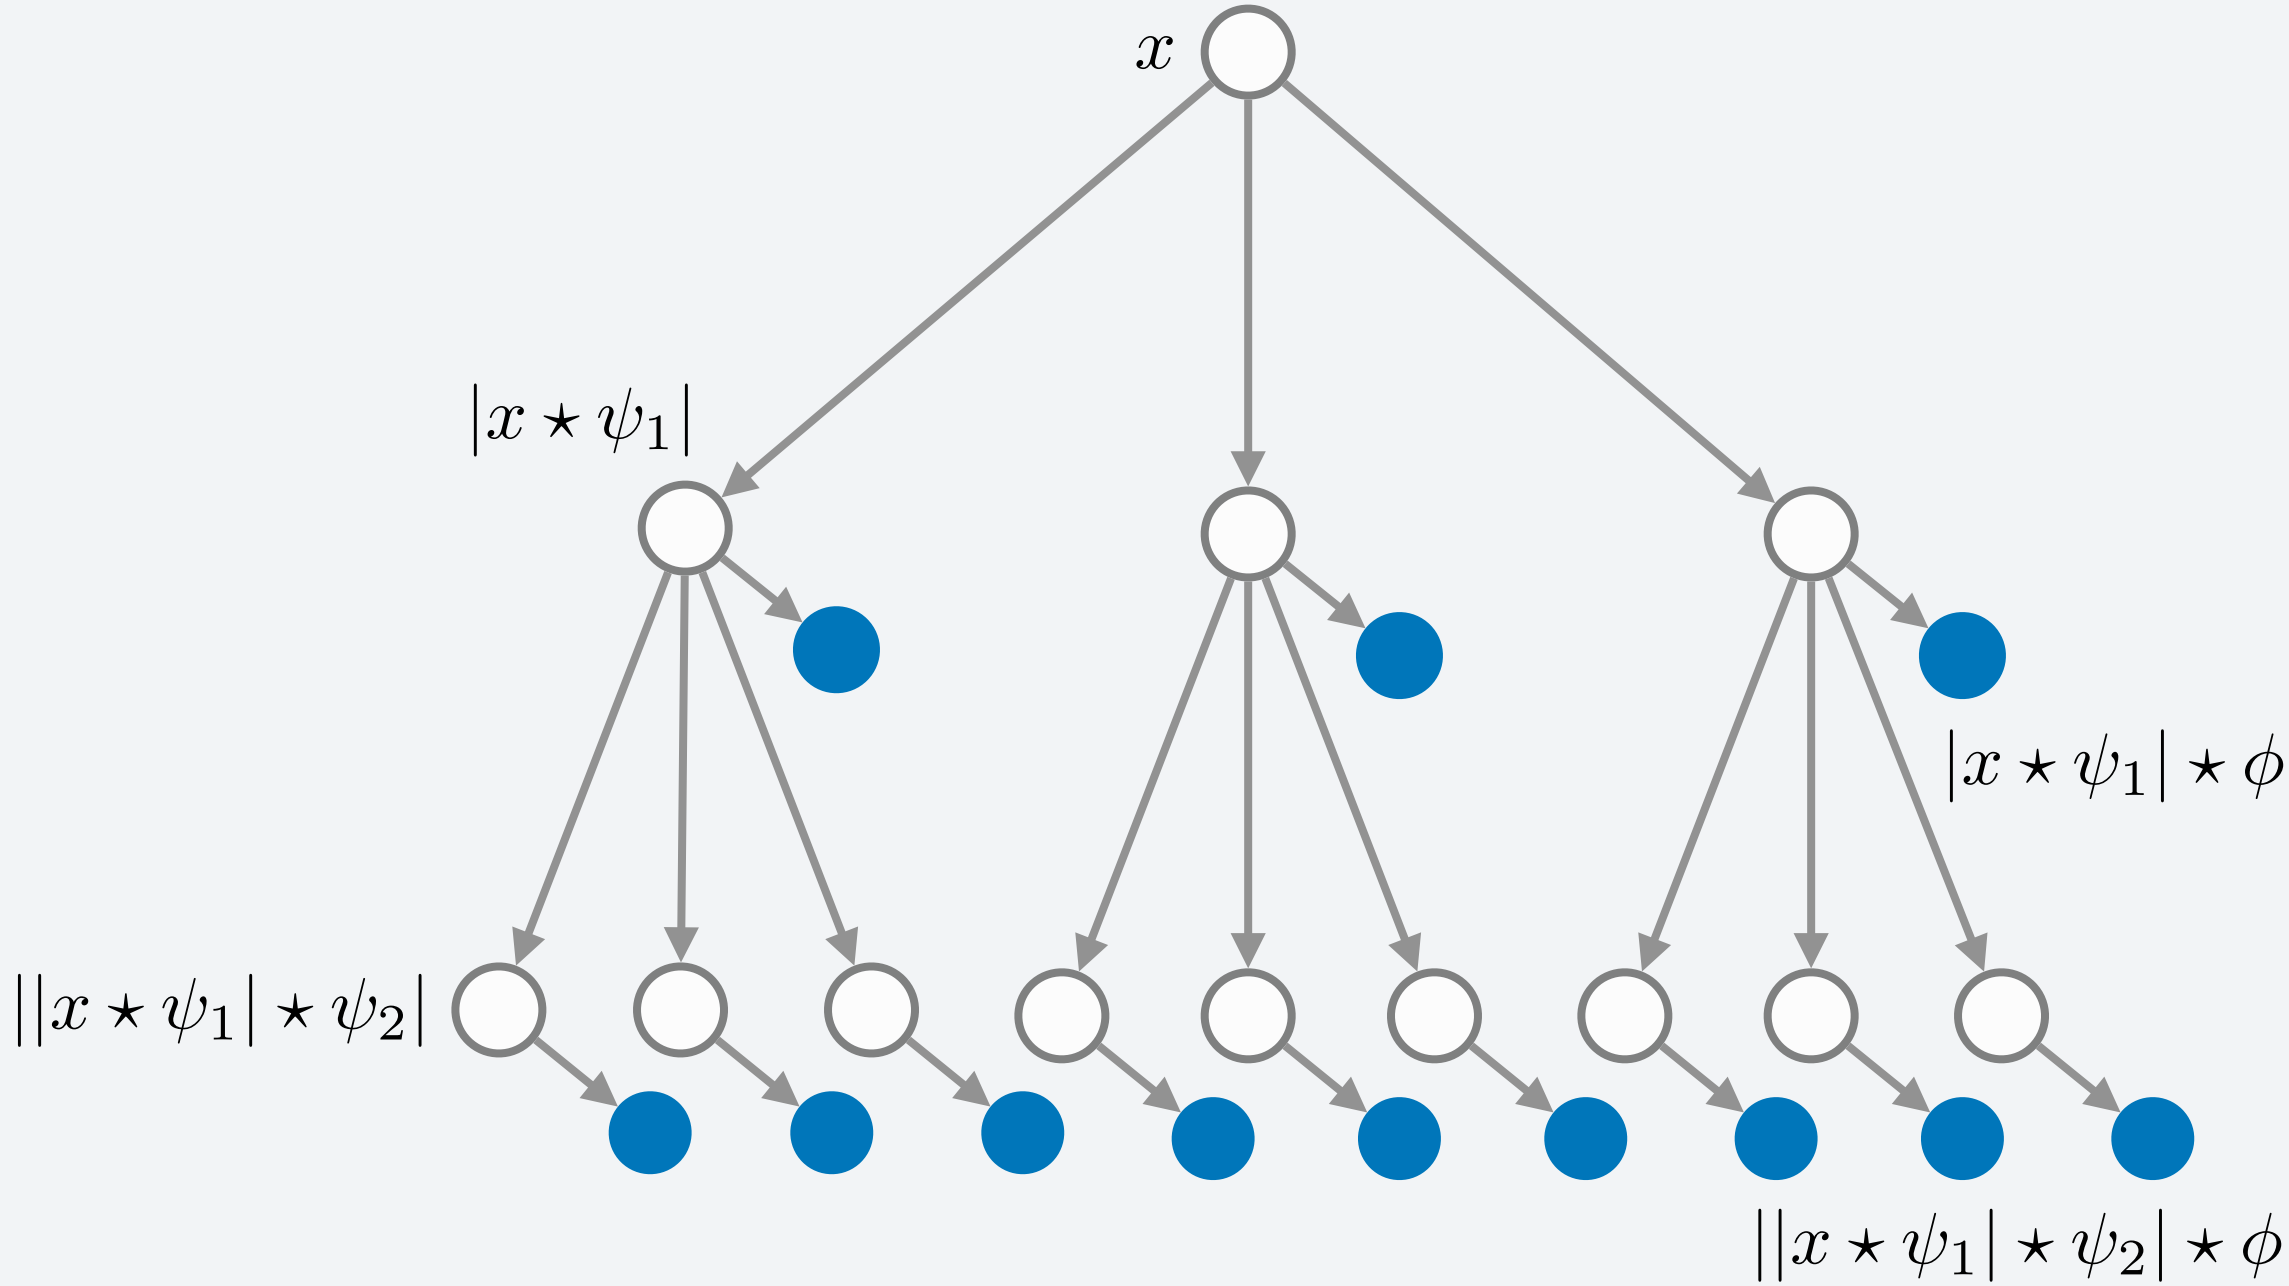 x
|x ⋆ ψ₁|
|x ⋆ ψ₁| ⋆ ϕ
||x ⋆ ψ₁| ⋆ ψ₂|
||x ⋆ ψ₁| ⋆ ψ₂| ⋆ ϕ